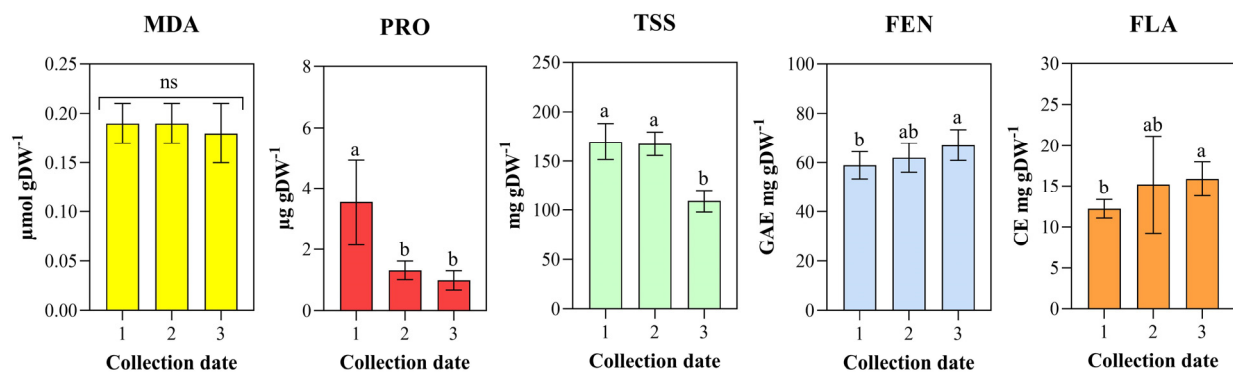 MDA
µmol gDW⁻¹
0.25
0.20
0.15
0.10
0.05
0.00
ns
1 2 3
Collection date
PRO
µg gDW⁻¹
8
6
4
2
0
a
b
b
1 2 3
Collection date
TSS
mg gDW⁻¹
250
200
150
100
50
0
a
a
b
1 2 3
Collection date
FEN
GAE mg gDW⁻¹
100
80
60
40
20
0
b
ab
a
1 2 3
Collection date
FLA
CE mg gDW⁻¹
30
25
20
15
10
5
0
b
ab
a
1 2 3
Collection date